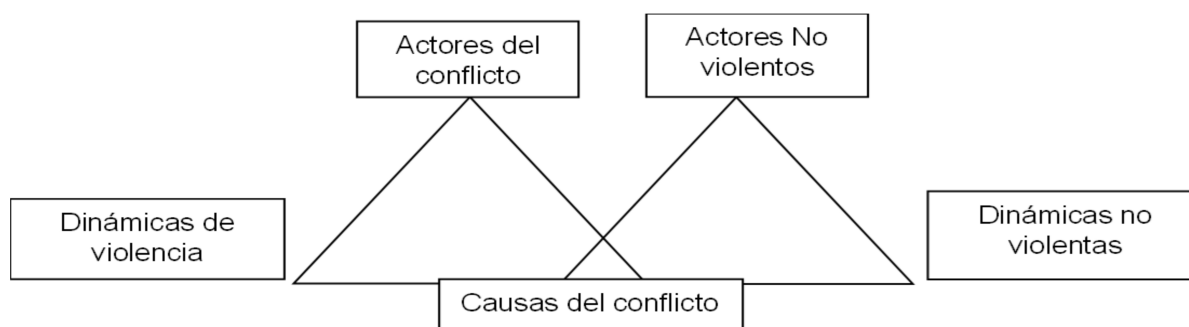 Actores del
conflicto
Actores No
violentos
Dinámicas de
violencia
Dinámicas no
violentas
Causas del conflicto